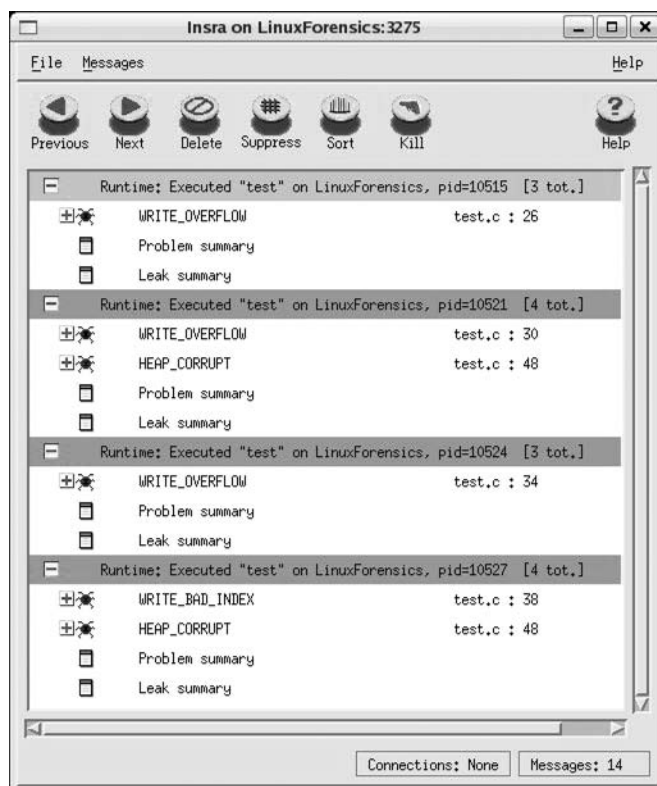 Insra on LinuxForensics:3275
File Messages Help
Previous Next Delete Suppress Sort Kill Help
Runtime: Executed "test" on LinuxForensics, pid=10515 [3 tot.]
WRITE_OVERFLOW test.c : 26
Problem summary
Leak summary
Runtime: Executed "test" on LinuxForensics, pid=10521 [4 tot.]
WRITE_OVERFLOW test.c : 30
HEAP_CORRUPT test.c : 48
Problem summary
Leak summary
Runtime: Executed "test" on LinuxForensics, pid=10524 [3 tot.]
WRITE_OVERFLOW test.c : 34
Problem summary
Leak summary
Runtime: Executed "test" on LinuxForensics, pid=10527 [4 tot.]
WRITE_BAD_INDEX test.c : 38
HEAP_CORRUPT test.c : 48
Problem summary
Leak summary
Connections: None Messages: 14